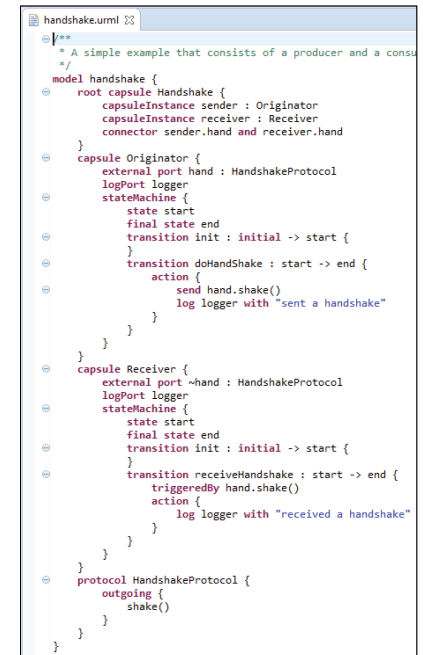 handshake.urml
/**
 * A simple example that consists of a producer and a consu
 */
model handshake {
    root capsule Handshake {
        capsuleInstance sender : Originator
        capsuleInstance receiver : Receiver
        connector sender.hand and receiver.hand
    }
    capsule Originator {
        external port hand : HandshakeProtocol
        logPort logger
        stateMachine {
            state start
            final state end
            transition init : initial -> start {
            }
            transition doHandShake : start -> end {
                action {
                    send hand.shake()
                    log logger with "sent a handshake"
                }
            }
        }
    }
    capsule Receiver {
        external port ~hand : HandshakeProtocol
        logPort logger
        stateMachine {
            state start
            final state end
            transition init : initial -> start {
            }
            transition receiveHandshake : start -> end {
                triggeredBy hand.shake()
                action {
                    log logger with "received a handshake"
                }
            }
        }
    }
    protocol HandshakeProtocol {
        outgoing {
            shake()
        }
    }
}